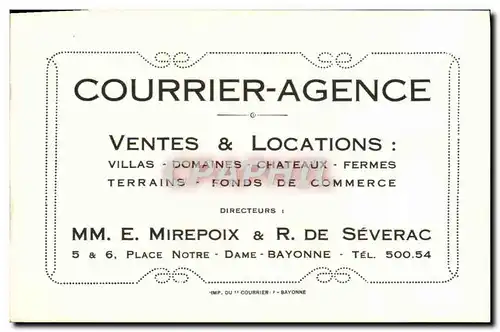 COURRIER-AGENCE
VENTES & LOCATIONS :
VILLAS - DOMAINES - CHATEAUX - FERMES
TERRAINS - FONDS DE COMMERCE
DIRECTEURS :
MM. E. MIREPOIX & R. DE SÉVERAC
5 & 6, PLACE NOTRE - DAME - BAYONNE - TÉL. 500.54
IMP. DU "COURRIER" - BAYONNE